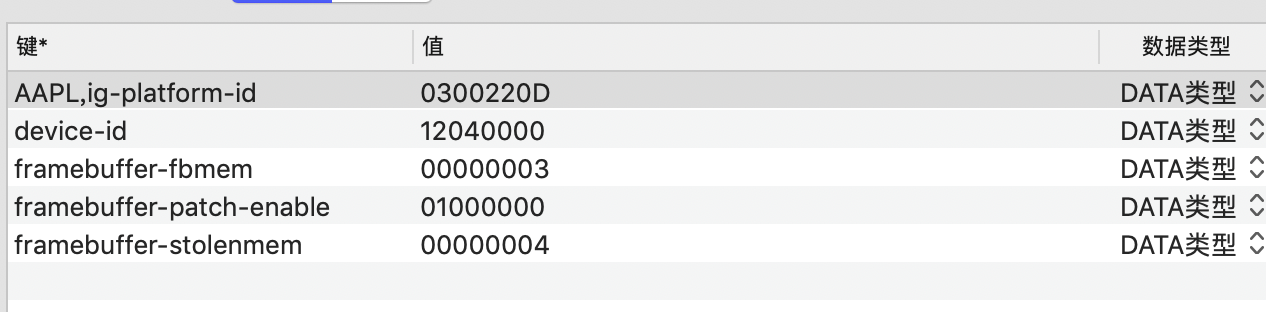 键* 值 数据类型
AAPL,ig-platform-id 0300220D DATA类型
device-id 12040000 DATA类型
framebuffer-fbmem 00000003 DATA类型
framebuffer-patch-enable 01000000 DATA类型
framebuffer-stolenmem 00000004 DATA类型